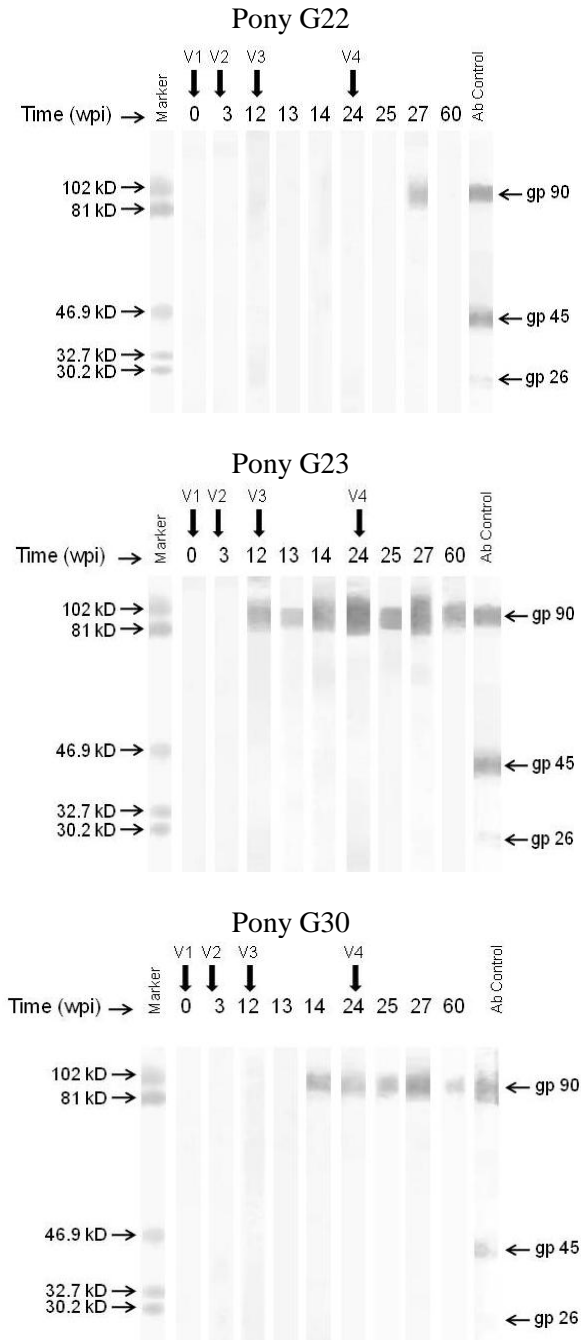 Pony G22
V1 V2 V3 V4
Marker Ab Control
Time (wpi) → 0 3 12 13 14 24 25 27 60
102 kD → ← gp 90
81 kD →
46.9 kD → ← gp 45
32.7 kD →
30.2 kD → ← gp 26
Pony G23
V1 V2 V3 V4
Marker Ab Control
Time (wpi) → 0 3 12 13 14 24 25 27 60
102 kD → ← gp 90
81 kD →
46.9 kD → ← gp 45
32.7 kD →
30.2 kD → ← gp 26
Pony G30
V1 V2 V3 V4
Marker Ab Control
Time (wpi) → 0 3 12 13 14 24 25 27 60
102 kD → ← gp 90
81 kD →
46.9 kD → ← gp 45
32.7 kD →
30.2 kD → ← gp 26